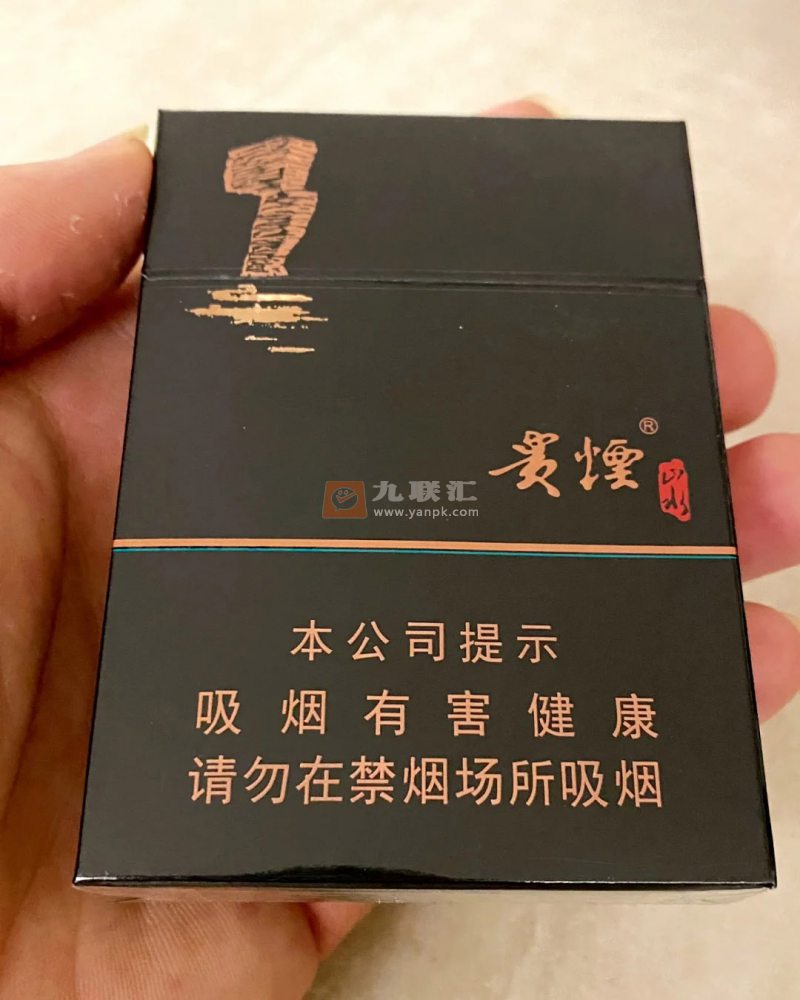 貴煙®
山水
九联汇
www.yanpk.com
本公司提示
吸烟有害健康
请勿在禁烟场所吸烟